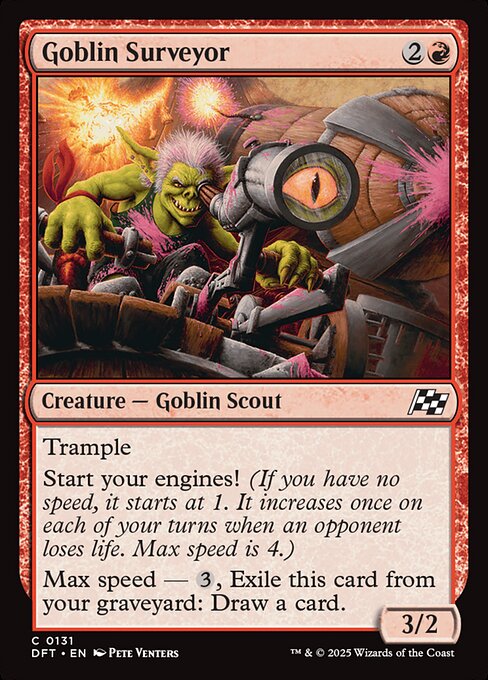 Goblin Surveyor 2
Creature — Goblin Scout
Trample
Start your engines! (If you have no
speed, it starts at 1. It increases once on
each of your turns when an opponent
loses life. Max speed is 4.)
Max speed — 3, Exile this card from
your graveyard: Draw a card.
3/2
C 0131
DFT • EN Pete Venters
™ & © 2025 Wizards of the Coast